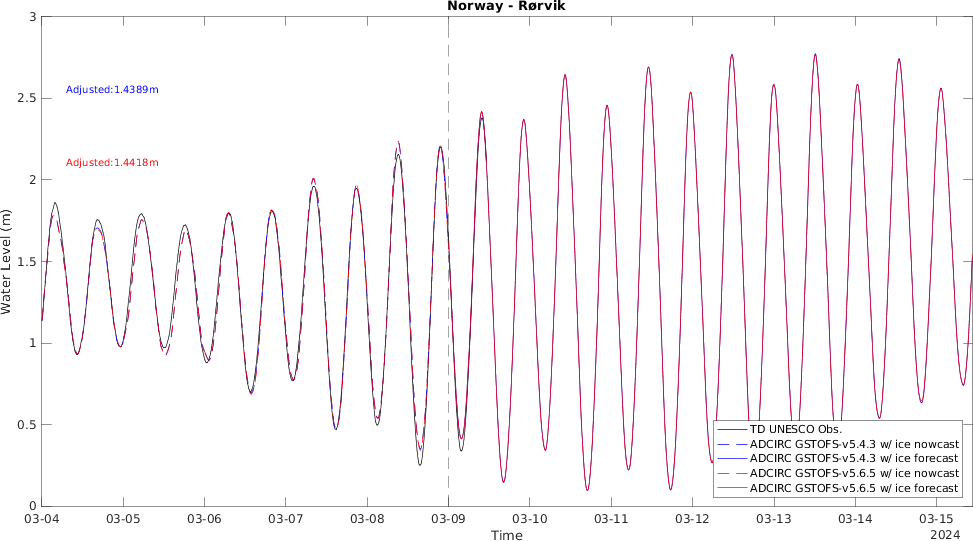 Norway - Rørvik
3
2.5
2
1.5
1
0.5
0
Water Level (m)
Adjusted:1.4389m
Adjusted:1.4418m
TD UNESCO Obs.
ADCIRC GSTOFS-v5.4.3 w/ ice nowcast
ADCIRC GSTOFS-v5.4.3 w/ ice forecast
ADCIRC GSTOFS-v5.6.5 w/ ice nowcast
ADCIRC GSTOFS-v5.6.5 w/ ice forecast
03-04 03-05 03-06 03-07 03-08 03-09 03-10 03-11 03-12 03-13 03-14 03-15
2024
Time